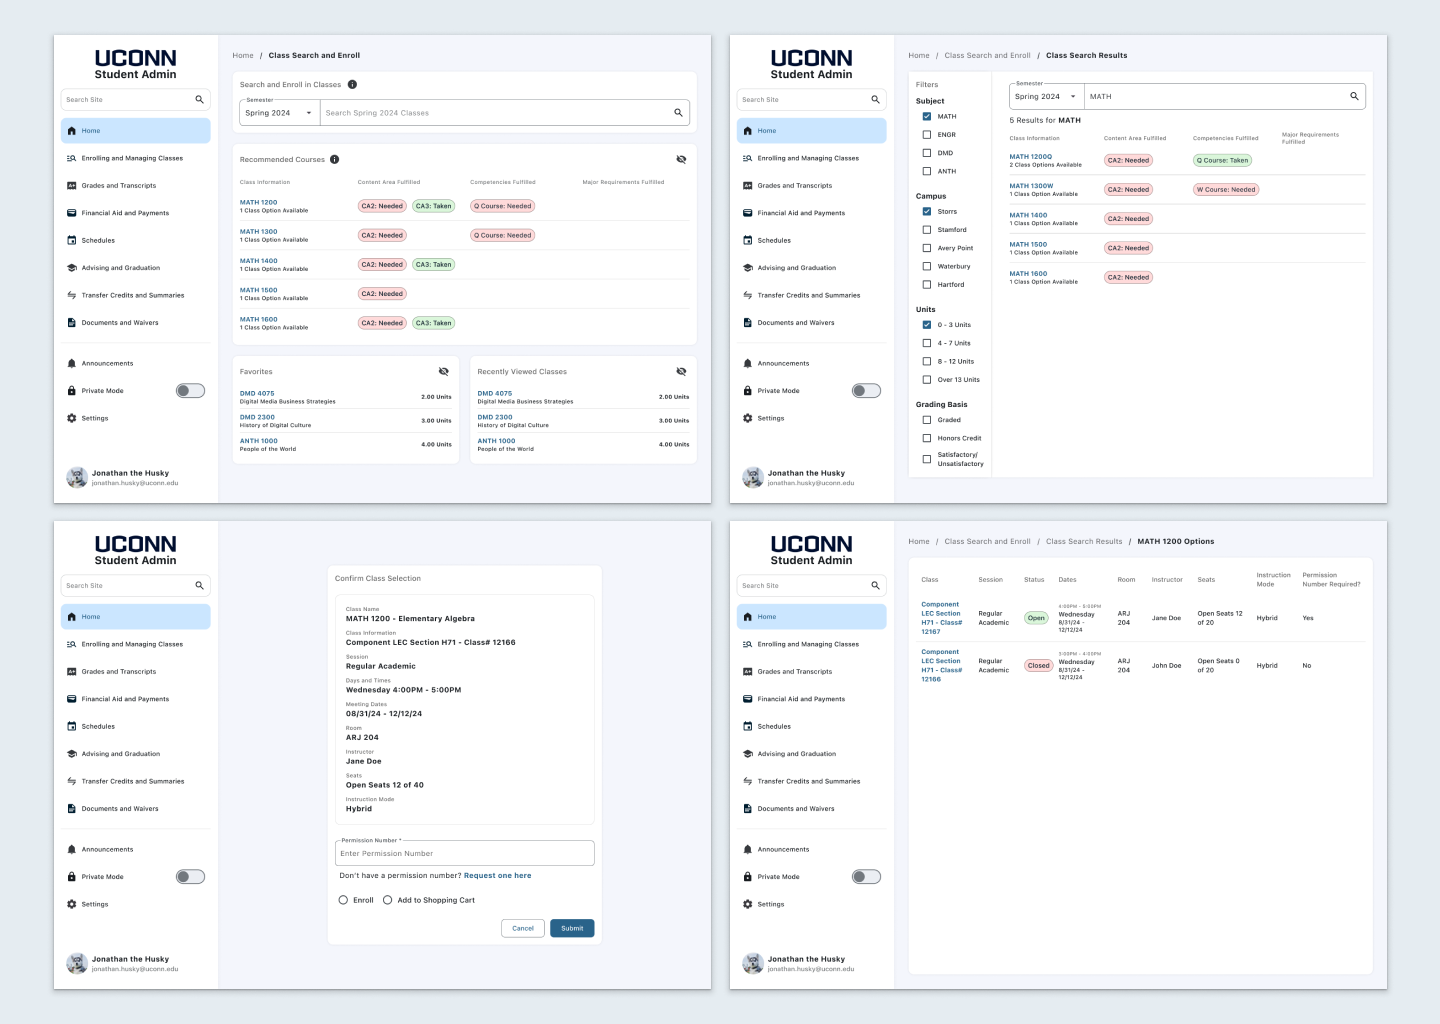 UCONN
Student Admin
Search Site
Home
Enrolling and Managing Classes
Grades and Transcripts
Financial Aid and Payments
Schedules
Advising and Graduation
Transfer Credits and Summaries
Documents and Waivers
Announcements
Private Mode
Settings
Jonathan the Husky
jonathan.husky@uconn.edu
Home / Class Search and Enroll
Search and Enroll in Classes
Semester
Spring 2024 Search Spring 2024 Classes
Recommended Courses
Class Information Content Area Fulfilled Competencies Fulfilled Major Requirements Fulfilled
MATH 1200
1 Class Option Available
CA2: Needed CA3: Taken Q Course: Needed
MATH 1300
1 Class Option Available
CA2: Needed Q Course: Needed
MATH 1400
1 Class Option Available
CA2: Needed CA3: Taken
MATH 1500
1 Class Option Available
CA2: Needed
MATH 1600
1 Class Option Available
CA2: Needed CA3: Taken
Favorites
DMD 4075
Digital Media Business Strategies
2.00 Units
DMD 2300
History of Digital Culture
3.00 Units
ANTH 1000
People of the World
4.00 Units
Recently Viewed Classes
DMD 4075
Digital Media Business Strategies
2.00 Units
DMD 2300
History of Digital Culture
3.00 Units
ANTH 1000
People of the World
4.00 Units
UCONN
Student Admin
Search Site
Home
Enrolling and Managing Classes
Grades and Transcripts
Financial Aid and Payments
Schedules
Advising and Graduation
Transfer Credits and Summaries
Documents and Waivers
Announcements
Private Mode
Settings
Jonathan the Husky
jonathan.husky@uconn.edu
Home / Class Search and Enroll / Class Search Results
Filters
Subject
MATH
ENGR
DMD
ANTH
Campus
Storrs
Stamford
Avery Point
Waterbury
Hartford
Units
0 - 3 Units
4 - 7 Units
8 - 12 Units
Over 13 Units
Grading Basis
Graded
Honors Credit
Satisfactory/
Unsatisfactory
Semester
Spring 2024 MATH
5 Results for MATH
Class Information Content Area Fulfilled Competencies Fulfilled Major Requirements
Fulfilled
MATH 1200Q
2 Class Options Available
CA2: Needed Q Course: Taken
MATH 1300W
1 Class Option Available
CA2: Needed W Course: Needed
MATH 1400
1 Class Option Available
CA2: Needed
MATH 1500
1 Class Option Available
CA2: Needed
MATH 1600
1 Class Option Available
CA2: Needed
UCONN
Student Admin
Search Site
Home
Enrolling and Managing Classes
Grades and Transcripts
Financial Aid and Payments
Schedules
Advising and Graduation
Transfer Credits and Summaries
Documents and Waivers
Announcements
Private Mode
Settings
Jonathan the Husky
jonathan.husky@uconn.edu
Confirm Class Selection
Class Name
MATH 1200 - Elementary Algebra
Class Information
Component LEC Section H71 - Class# 12166
Session
Regular Academic
Days and Times
Wednesday 4:00PM - 5:00PM
Meeting Dates
08/31/24 - 12/12/24
Room
ARJ 204
Instructor
Jane Doe
Seats
Open Seats 12 of 40
Instruction Mode
Hybrid
Permission Number *
Enter Permission Number
Don't have a permission number? Request one here
Enroll Add to Shopping Cart
Cancel Submit
UCONN
Student Admin
Search Site
Home
Enrolling and Managing Classes
Grades and Transcripts
Financial Aid and Payments
Schedules
Advising and Graduation
Transfer Credits and Summaries
Documents and Waivers
Announcements
Private Mode
Settings
Jonathan the Husky
jonathan.husky@uconn.edu
Home / Class Search and Enroll / Class Search Results / MATH 1200 Options
Class Session Status Dates Room Instructor Seats Instruction
Mode Permission
Number Required?
Component
LEC Section
H71 - Class#
12167
Regular
Academic
Open
4:00PM - 5:00PM
Wednesday
8/31/24 -
12/12/24
ARJ
204
Jane Doe
Open Seats 12
of 20
Hybrid
Yes
Component
LEC Section
H71 - Class#
12166
Regular
Academic
Closed
3:00PM - 4:00PM
Wednesday
8/31/24 -
12/12/24
ARJ
204
John Doe
Open Seats 0
of 20
Hybrid
No